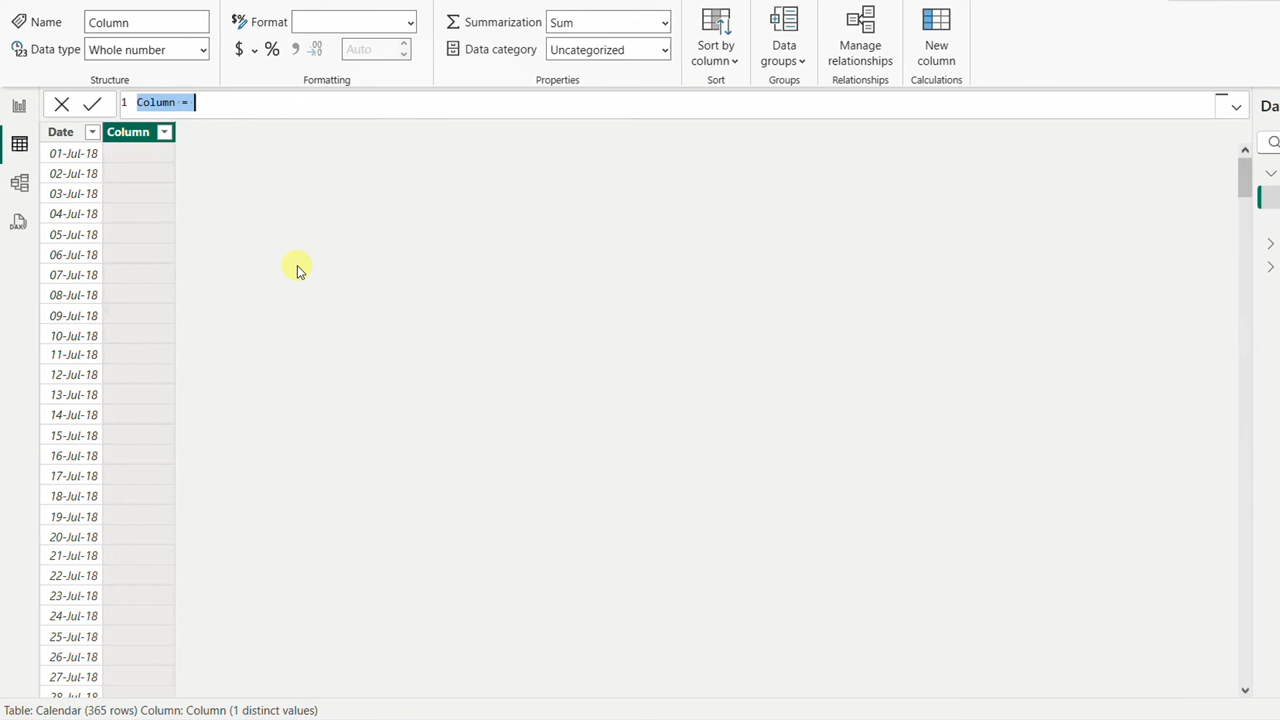 Name Column
Data type Whole number
Format
$ % Auto
Summarization Sum
Data category Uncategorized
Sort by
column
Data
groups
Manage
relationships
New
column
Structure
Formatting
Properties
Sort
Groups
Relationships
Calculations
1 Column =
Da
Date Column
01-Jul-18
02-Jul-18
03-Jul-18
04-Jul-18
05-Jul-18
06-Jul-18
07-Jul-18
08-Jul-18
09-Jul-18
10-Jul-18
11-Jul-18
12-Jul-18
13-Jul-18
14-Jul-18
15-Jul-18
16-Jul-18
17-Jul-18
18-Jul-18
19-Jul-18
20-Jul-18
21-Jul-18
22-Jul-18
23-Jul-18
24-Jul-18
25-Jul-18
26-Jul-18
27-Jul-18
28-Jul-18
Table: Calendar (365 rows) Column: Column (1 distinct values)